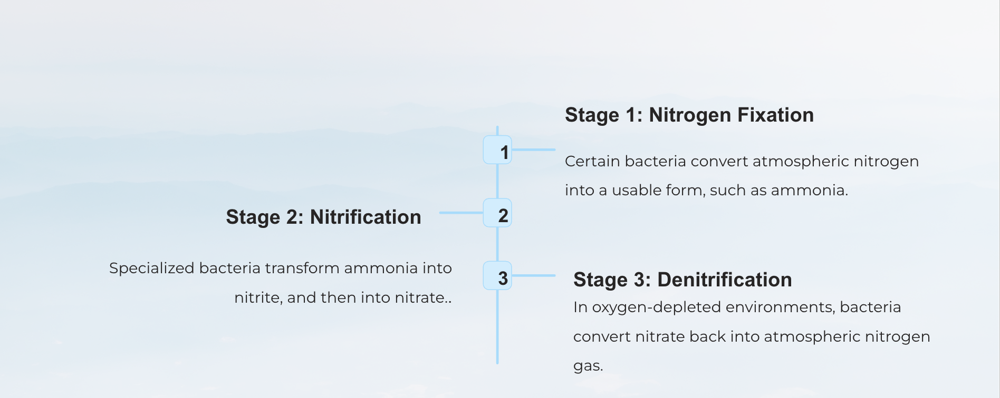 Stage 1: Nitrogen Fixation
1
Certain bacteria convert atmospheric nitrogen
into a usable form, such as ammonia.
Stage 2: Nitrification
2
Specialized bacteria transform ammonia into
nitrite, and then into nitrate..
3
Stage 3: Denitrification
In oxygen-depleted environments, bacteria
convert nitrate back into atmospheric nitrogen
gas.